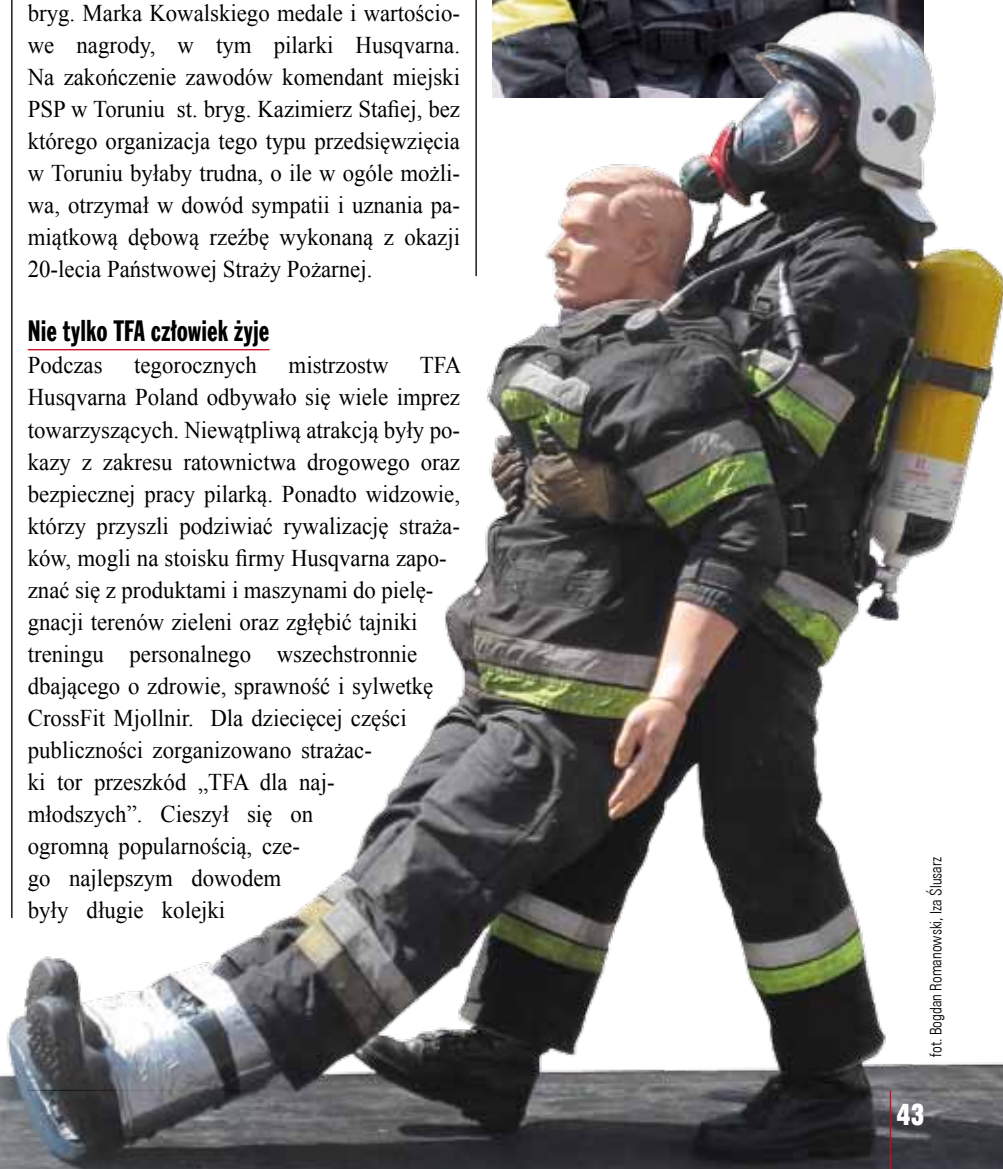 bryg. Marka Kowalskiego medale i wartościo-
we nagrody, w tym pilarki Husqvarna.
Na zakończenie zawodów komendant miejski
PSP w Toruniu st. bryg. Kazimierz Stafiej, bez
którego organizacja tego typu przedsięwzięcia
w Toruniu byłaby trudna, o ile w ogóle możli-
wa, otrzymał w dowód sympatii i uznania pa-
miątkową dębową rzeźbę wykonaną z okazji
20-lecia Państwowej Straży Pożarnej.
Nie tylko TFA człowiek żyje
Podczas tegorocznych mistrzostw TFA
Husqvarna Poland odbywało się wiele imprez
towarzyszących. Niewątpliwą atrakcją były po-
kazy z zakresu ratownictwa drogowego oraz
bezpiecznej pracy pilarką. Ponadto widzowie,
którzy przyszli podziwiać rywalizację straża-
ków, mogli na stoisku firmy Husqvarna zapo-
znać się z produktami i maszynami do pielę-
gnacji terenów zieleni oraz zgłębić tajniki
treningu personalnego wszechstronnie
dbającego o zdrowie, sprawność i sylwetkę
CrossFit Mjollnir. Dla dziecięcej części
publiczności zorganizowano strażac-
ki tor przeszkód „TFA dla naj-
młodszych”. Cieszył się on
ogromną popularnością, cze-
go najlepszym dowodem
były długie kolejki
fot. Bogdan Romanowski, Iza Ślusarz
43